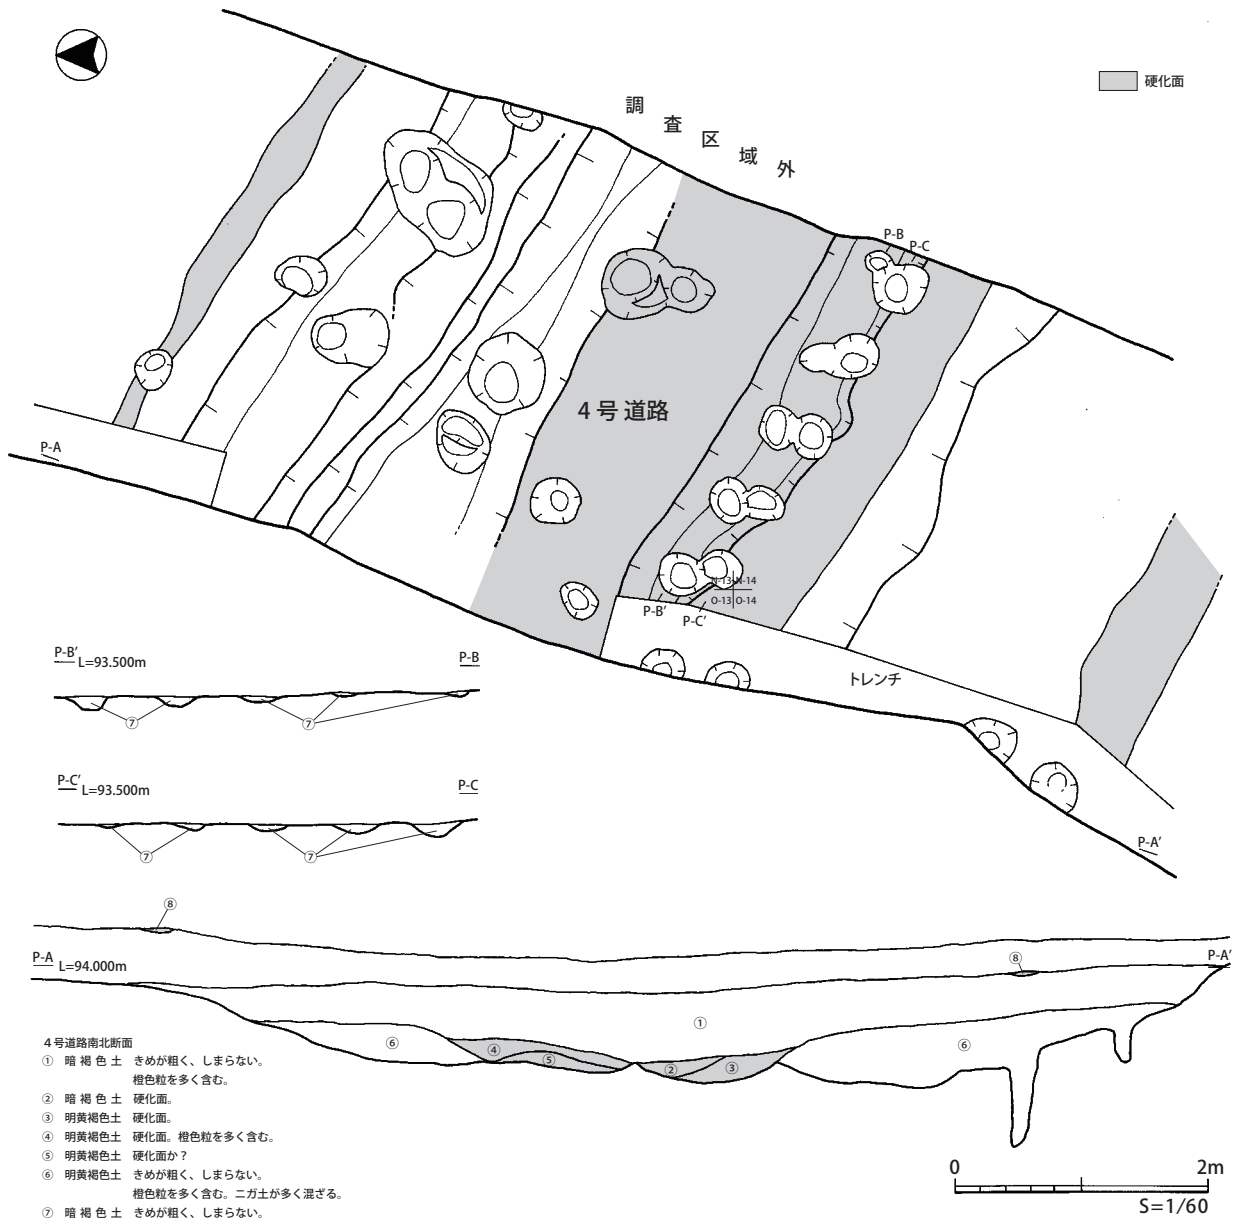 硬化面
調査区域外
P-B
P-C
4号道路
P-A
N-13 N-14
O-13 O-14
P-B'
P-C'
トレンチ
P-A'
P-B' L=93.500m
P-B
⑦
⑦
P-C' L=93.500m
P-C
⑦
⑦
⑧
P-A L=94.000m
⑧
P-A'
①
⑥
④
⑤
②
③
⑥
4号道路南北断面
① 暗褐色土 きめが粗く、しまらない。
橙色粒を多く含む。
② 暗褐色土 硬化面。
③ 明黄褐色土 硬化面。
④ 明黄褐色土 硬化面。橙色粒を多く含む。
⑤ 明黄褐色土 硬化面か?
⑥ 明黄褐色土 きめが粗く、しまらない。
橙色粒を多く含む。ニガ土が多く混ざる。
⑦ 暗褐色土 きめが粗く、しまらない。
0 2m
S=1/60